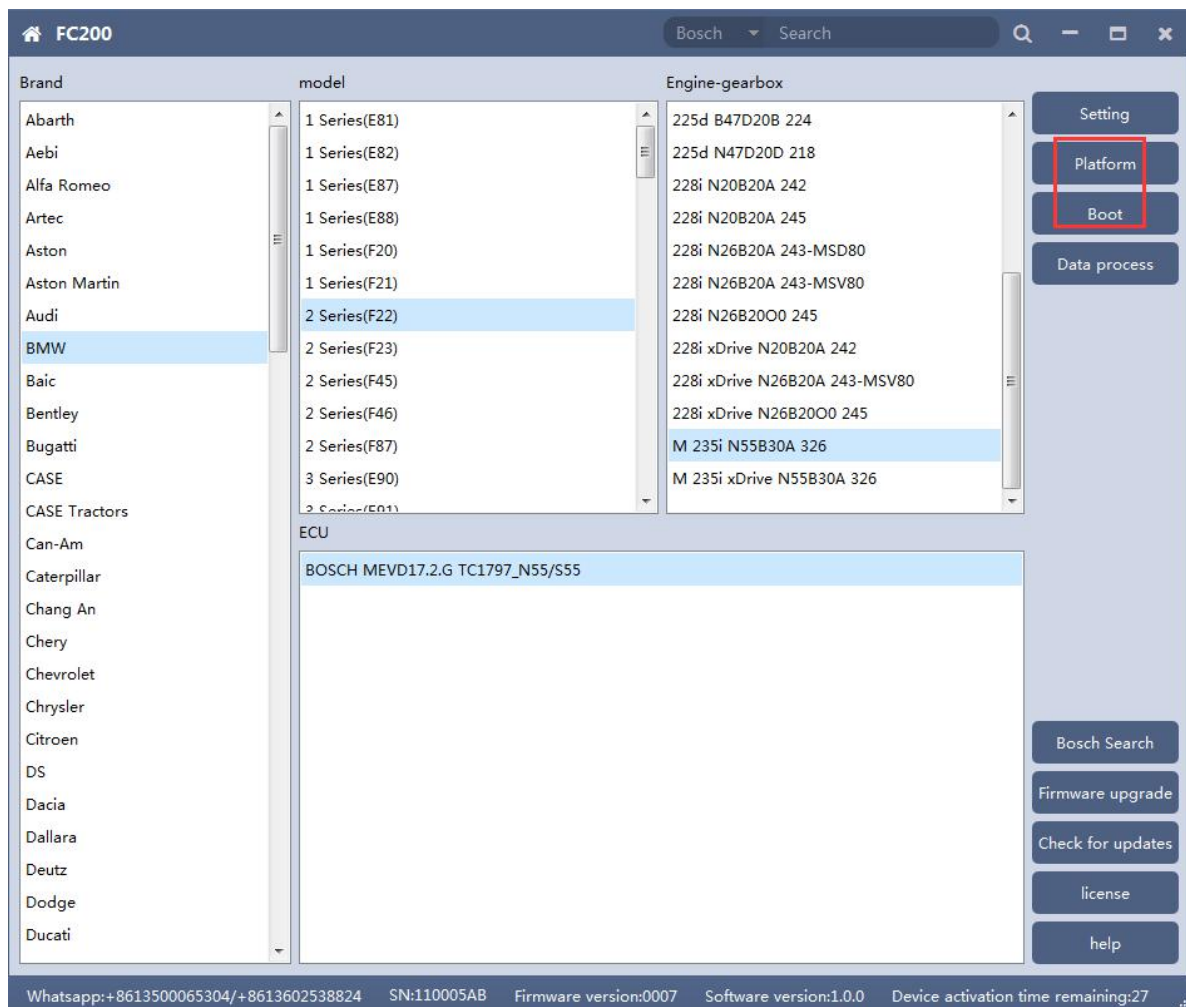 FC200
Bosch
Search
Brand
Abarth
Aebi
Alfa Romeo
Artec
Aston
Aston Martin
Audi
BMW
Baic
Bentley
Bugatti
CASE
CASE Tractors
Can-Am
Caterpillar
Chang An
Chery
Chevrolet
Chrysler
Citroen
DS
Dacia
Dallara
Deutz
Dodge
Ducati
model
1 Series(E81)
1 Series(E82)
1 Series(E87)
1 Series(E88)
1 Series(F20)
1 Series(F21)
2 Series(F22)
2 Series(F23)
2 Series(F45)
2 Series(F46)
2 Series(F87)
3 Series(E90)
3 Series(E91)
Engine-gearbox
225d B47D20B 224
225d N47D20D 218
228i N20B20A 242
228i N20B20A 245
228i N26B20A 243-MSD80
228i N26B20A 243-MSV80
228i N26B20O0 245
228i xDrive N20B20A 242
228i xDrive N26B20A 243-MSV80
228i xDrive N26B20O0 245
M 235i N55B30A 326
M 235i xDrive N55B30A 326
ECU
BOSCH MEVD17.2.G TC1797_N55/S55
Setting
Platform
Boot
Data process
Bosch Search
Firmware upgrade
Check for updates
license
help
Whatsapp:+8613500065304/+8613602538824 SN:110005AB Firmware version:0007 Software version:1.0.0 Device activation time remaining:27